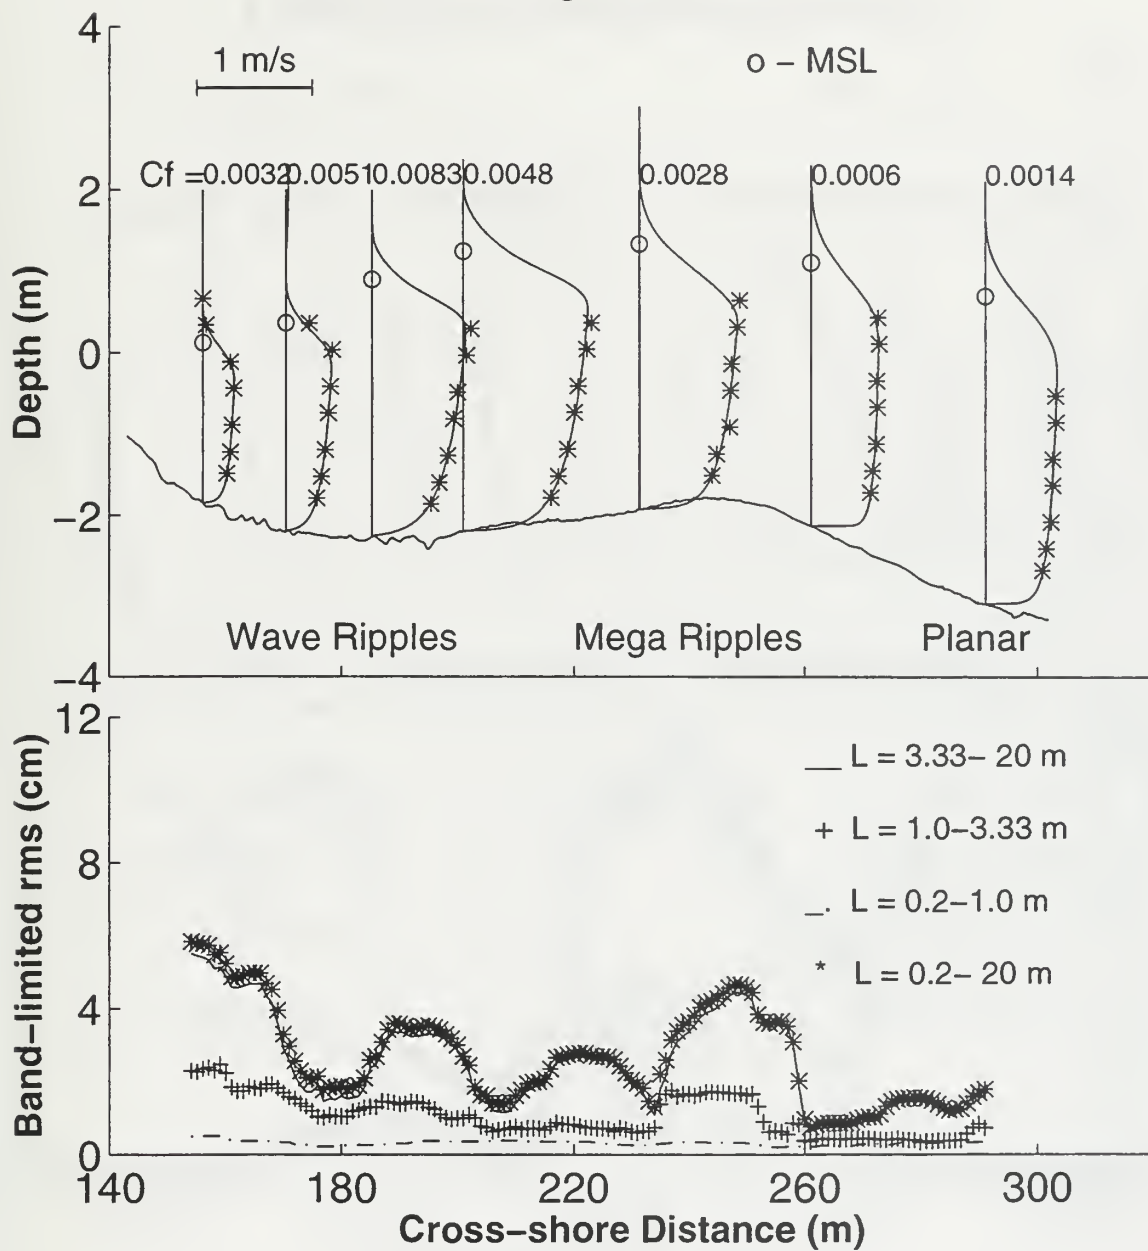 4
1 m/s
o – MSL
Cf =0.0032 0.0051 0.0083 0.0048 0.0028 0.0006 0.0014
2
0
−2
−4
Depth (m)
Wave Ripples Mega Ripples Planar
12
8
4
0
Band–limited rms (cm)
L = 3.33– 20 m
+ L = 1.0–3.33 m
_. L = 0.2–1.0 m
* L = 0.2– 20 m
140 180 220 260 300
Cross–shore Distance (m)